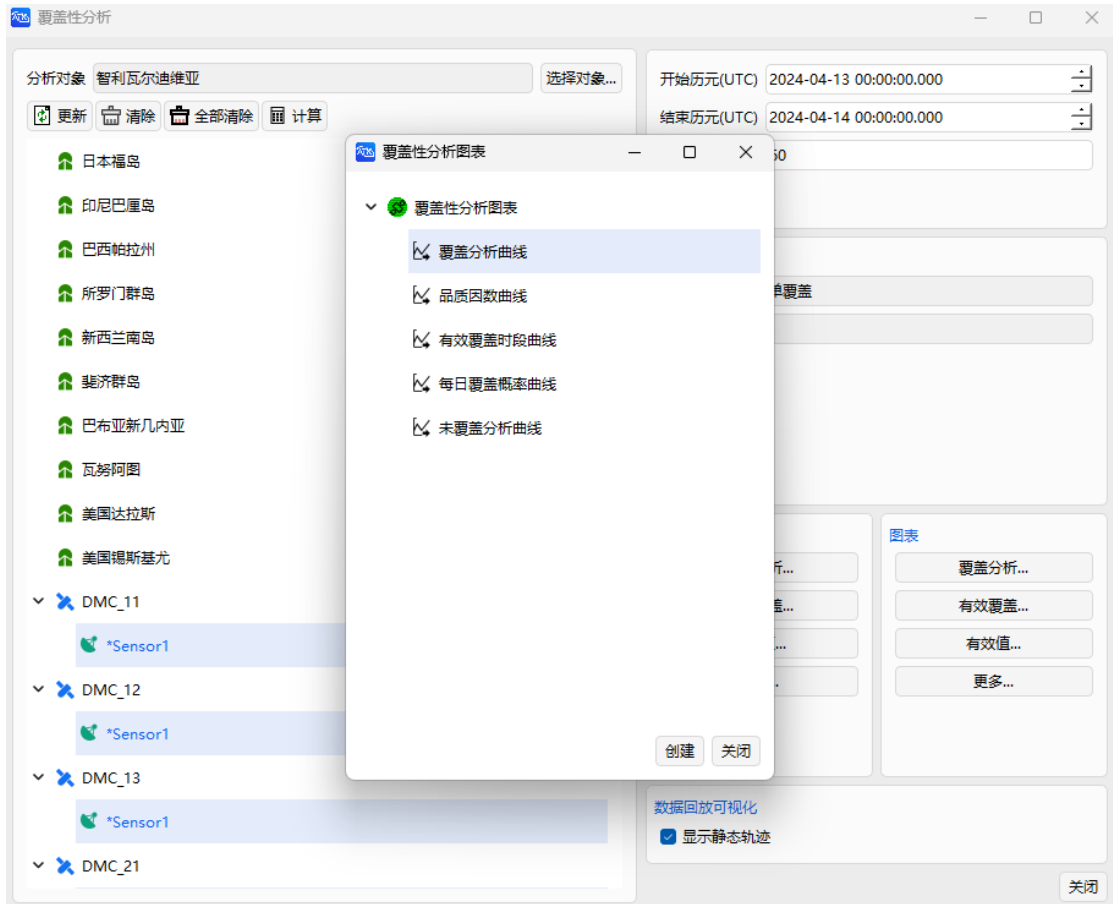 覆盖性分析
分析对象 智利瓦尔迪维亚 选择对象...
更新 清除 全部清除 计算
日本福岛
印尼巴厘岛
巴西帕拉州
所罗门群岛
新西兰南岛
斐济群岛
巴布亚新几内亚
瓦努阿图
美国达拉斯
美国锡斯基尤
DMC_11
*Sensor1
DMC_12
*Sensor1
DMC_13
*Sensor1
DMC_21
覆盖性分析图表
覆盖性分析图表
覆盖分析曲线
品质因数曲线
有效覆盖时段曲线
每日覆盖概率曲线
未覆盖分析曲线
创建 关闭
开始历元(UTC) 2024-04-13 00:00:00.000
结束历元(UTC) 2024-04-14 00:00:00.000
覆盖
图表
覆盖分析...
有效覆盖...
有效值...
更多...
数据回放可视化
显示静态轨迹
关闭